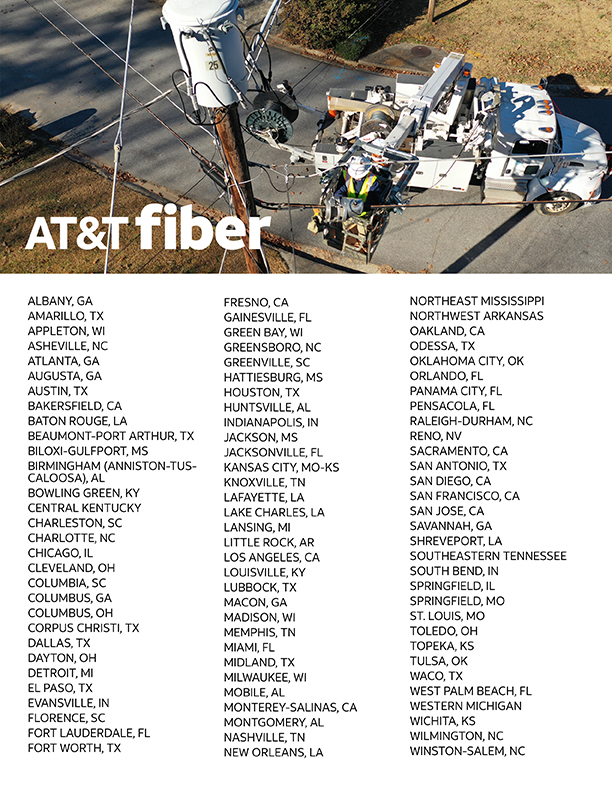 25
AT&T fiber
ALBANY, GA
AMARILLO, TX
APPLETON, WI
ASHEVILLE, NC
ATLANTA, GA
AUGUSTA, GA
AUSTIN, TX
BAKERSFIELD, CA
BATON ROUGE, LA
BEAUMONT-PORT ARTHUR, TX
BILOXI-GULFPORT, MS
BIRMINGHAM (ANNISTON-TUS-
CALOOSA), AL
BOWLING GREEN, KY
CENTRAL KENTUCKY
CHARLESTON, SC
CHARLOTTE, NC
CHICAGO, IL
CLEVELAND, OH
COLUMBIA, SC
COLUMBUS, GA
COLUMBUS, OH
CORPUS CHRISTI, TX
DALLAS, TX
DAYTON, OH
DETROIT, MI
EL PASO, TX
EVANSVILLE, IN
FLORENCE, SC
FORT LAUDERDALE, FL
FORT WORTH, TX
FRESNO, CA
GAINESVILLE, FL
GREEN BAY, WI
GREENSBORO, NC
GREENVILLE, SC
HATTIESBURG, MS
HOUSTON, TX
HUNTSVILLE, AL
INDIANAPOLIS, IN
JACKSON, MS
JACKSONVILLE, FL
KANSAS CITY, MO-KS
KNOXVILLE, TN
LAFAYETTE, LA
LAKE CHARLES, LA
LANSING, MI
LITTLE ROCK, AR
LOS ANGELES, CA
LOUISVILLE, KY
LUBBOCK, TX
MACON, GA
MADISON, WI
MEMPHIS, TN
MIAMI, FL
MIDLAND, TX
MILWAUKEE, WI
MOBILE, AL
MONTEREY-SALINAS, CA
MONTGOMERY, AL
NASHVILLE, TN
NEW ORLEANS, LA
NORTHEAST MISSISSIPPI
NORTHWEST ARKANSAS
OAKLAND, CA
ODESSA, TX
OKLAHOMA CITY, OK
ORLANDO, FL
PANAMA CITY, FL
PENSACOLA, FL
RALEIGH-DURHAM, NC
RENO, NV
SACRAMENTO, CA
SAN ANTONIO, TX
SAN DIEGO, CA
SAN FRANCISCO, CA
SAN JOSE, CA
SAVANNAH, GA
SHREVEPORT, LA
SOUTHEASTERN TENNESSEE
SOUTH BEND, IN
SPRINGFIELD, IL
SPRINGFIELD, MO
ST. LOUIS, MO
TOLEDO, OH
TOPEKA, KS
TULSA, OK
WACO, TX
WEST PALM BEACH, FL
WESTERN MICHIGAN
WICHITA, KS
WILMINGTON, NC
WINSTON-SALEM, NC